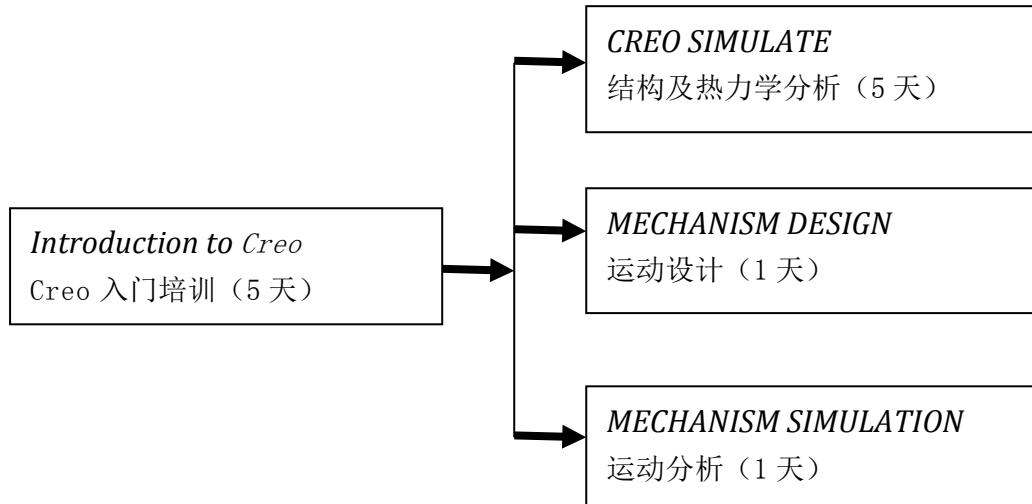 CREO SIMULATE
结构及热力学分析（5 天）
Introduction to Creo
Creo 入门培训（5 天）
MECHANISM DESIGN
运动设计（1 天）
MECHANISM SIMULATION
运动分析（1 天）